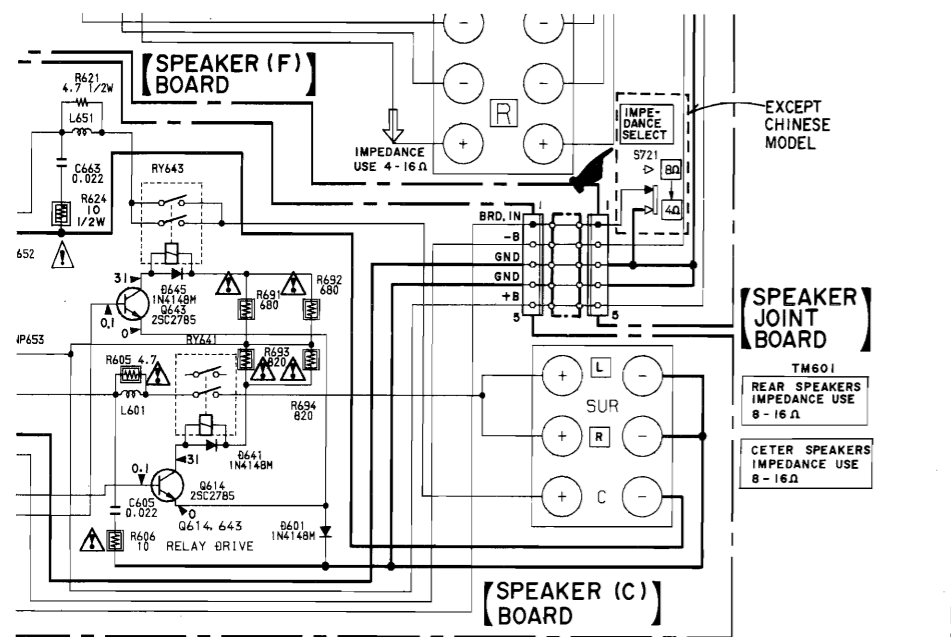 SPEAKER (F)
BOARD
R621
4.7 1/2W
L651
C663
0.022
R624
10
1/2W
652
RY643
R
IMPEDANCE
USE 4-16Ω
IMPE-
DANCE
SELECT
EXCEPT
CHINESE
MODEL
S721
8Ω
4Ω
BRD. IN
-B
GND
GND
+B
5
5
31
D645
1N4148M
Q643
2SC2785
0.1
0
R691
680
R692
680
NP653
RY641
R605 4.7
L601
R693
820
R694
820
31
D641
1N4148M
0.1
Q614
2SC2785
0
C605
0.022
R606
10
Q614, 643
RELAY DRIVE
D601
1N4148M
L
SUR
R
C
SPEAKER
JOINT
BOARD
TM601
REAR SPEAKERS
IMPEDANCE USE
8-16Ω
CETER SPEAKERS
IMPEDANCE USE
8-16Ω
SPEAKER (C)
BOARD